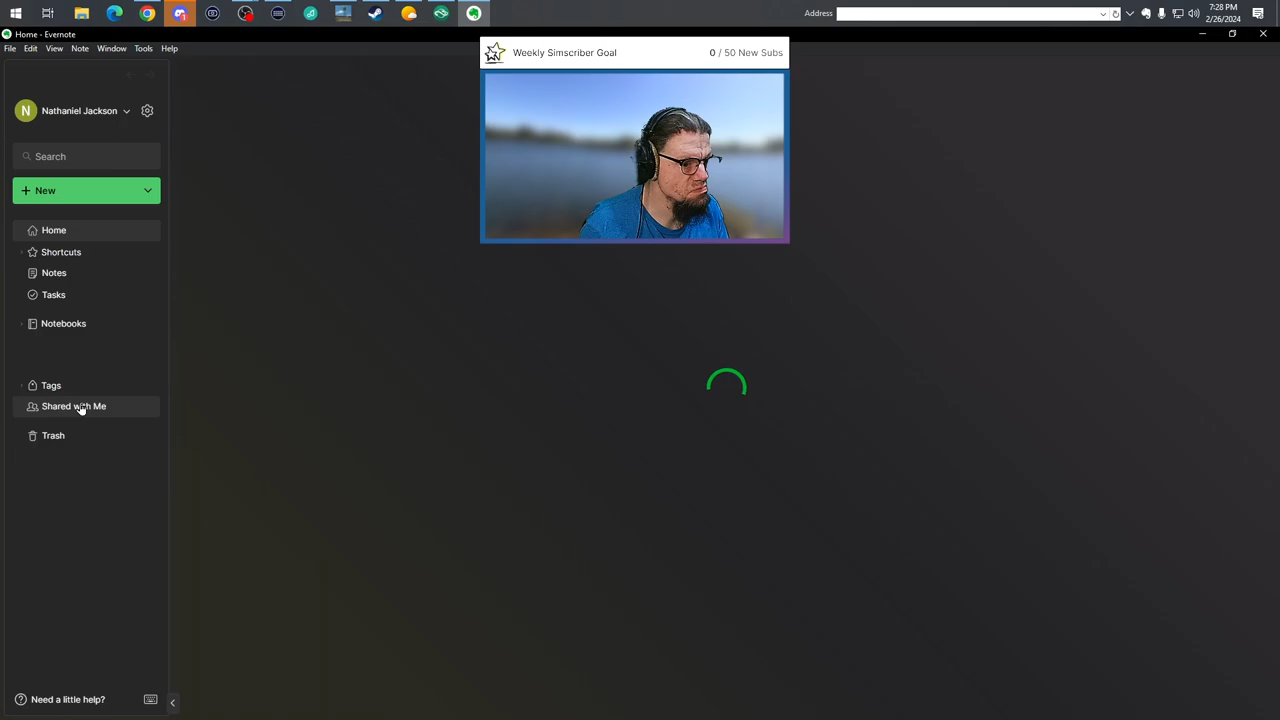 Address
7:28 PM
2/26/2024
Home - Evernote
File Edit View Note Window Tools Help
Weekly Simscriber Goal 0 / 50 New Subs
N Nathaniel Jackson
Search
+ New
Home
Shortcuts
Notes
Tasks
Notebooks
Tags
Shared with Me
Trash
? Need a little help?